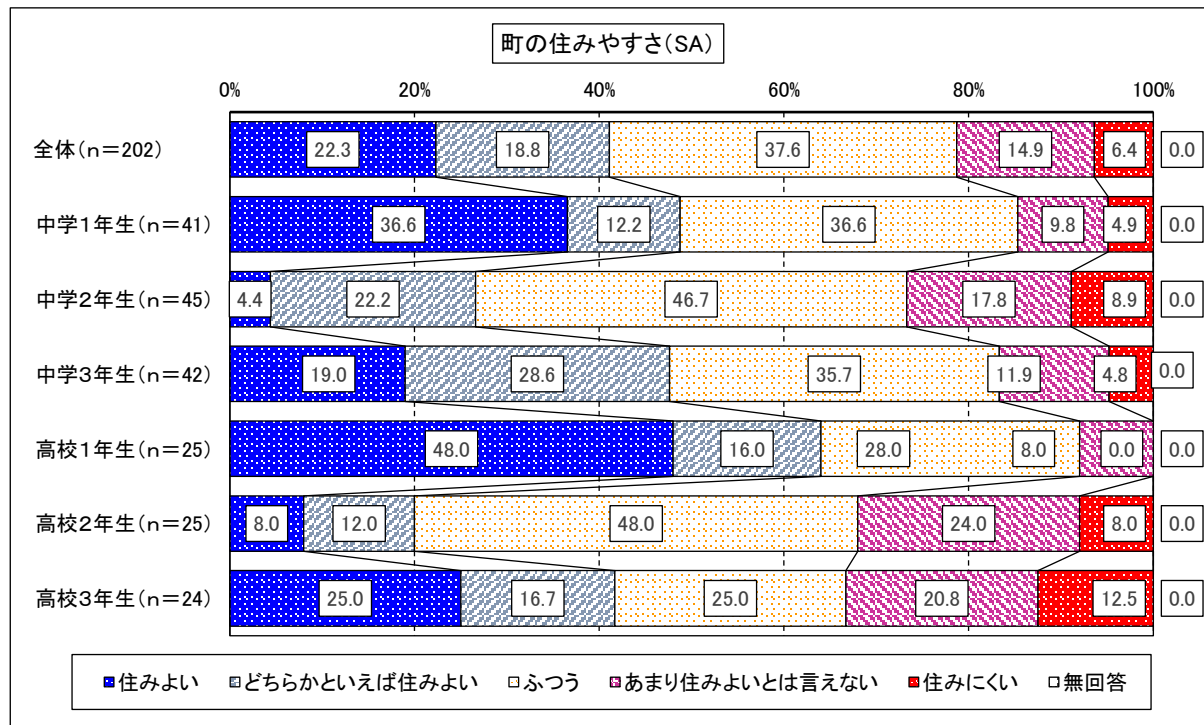 町の住みやすさ(SA)
0% 20% 40% 60% 80% 100%
全体(n=202) 22.3 18.8 37.6 14.9 6.4 0.0
中学1年生(n=41) 36.6 12.2 36.6 9.8 4.9 0.0
中学2年生(n=45) 4.4 22.2 46.7 17.8 8.9 0.0
中学3年生(n=42) 19.0 28.6 35.7 11.9 4.8 0.0
高校1年生(n=25) 48.0 16.0 28.0 8.0 0.0 0.0
高校2年生(n=25) 8.0 12.0 48.0 24.0 8.0 0.0
高校3年生(n=24) 25.0 16.7 25.0 20.8 12.5 0.0
住みよい どちらかといえば住みよい ふつう あまり住みよいとは言えない 住みにくい 無回答